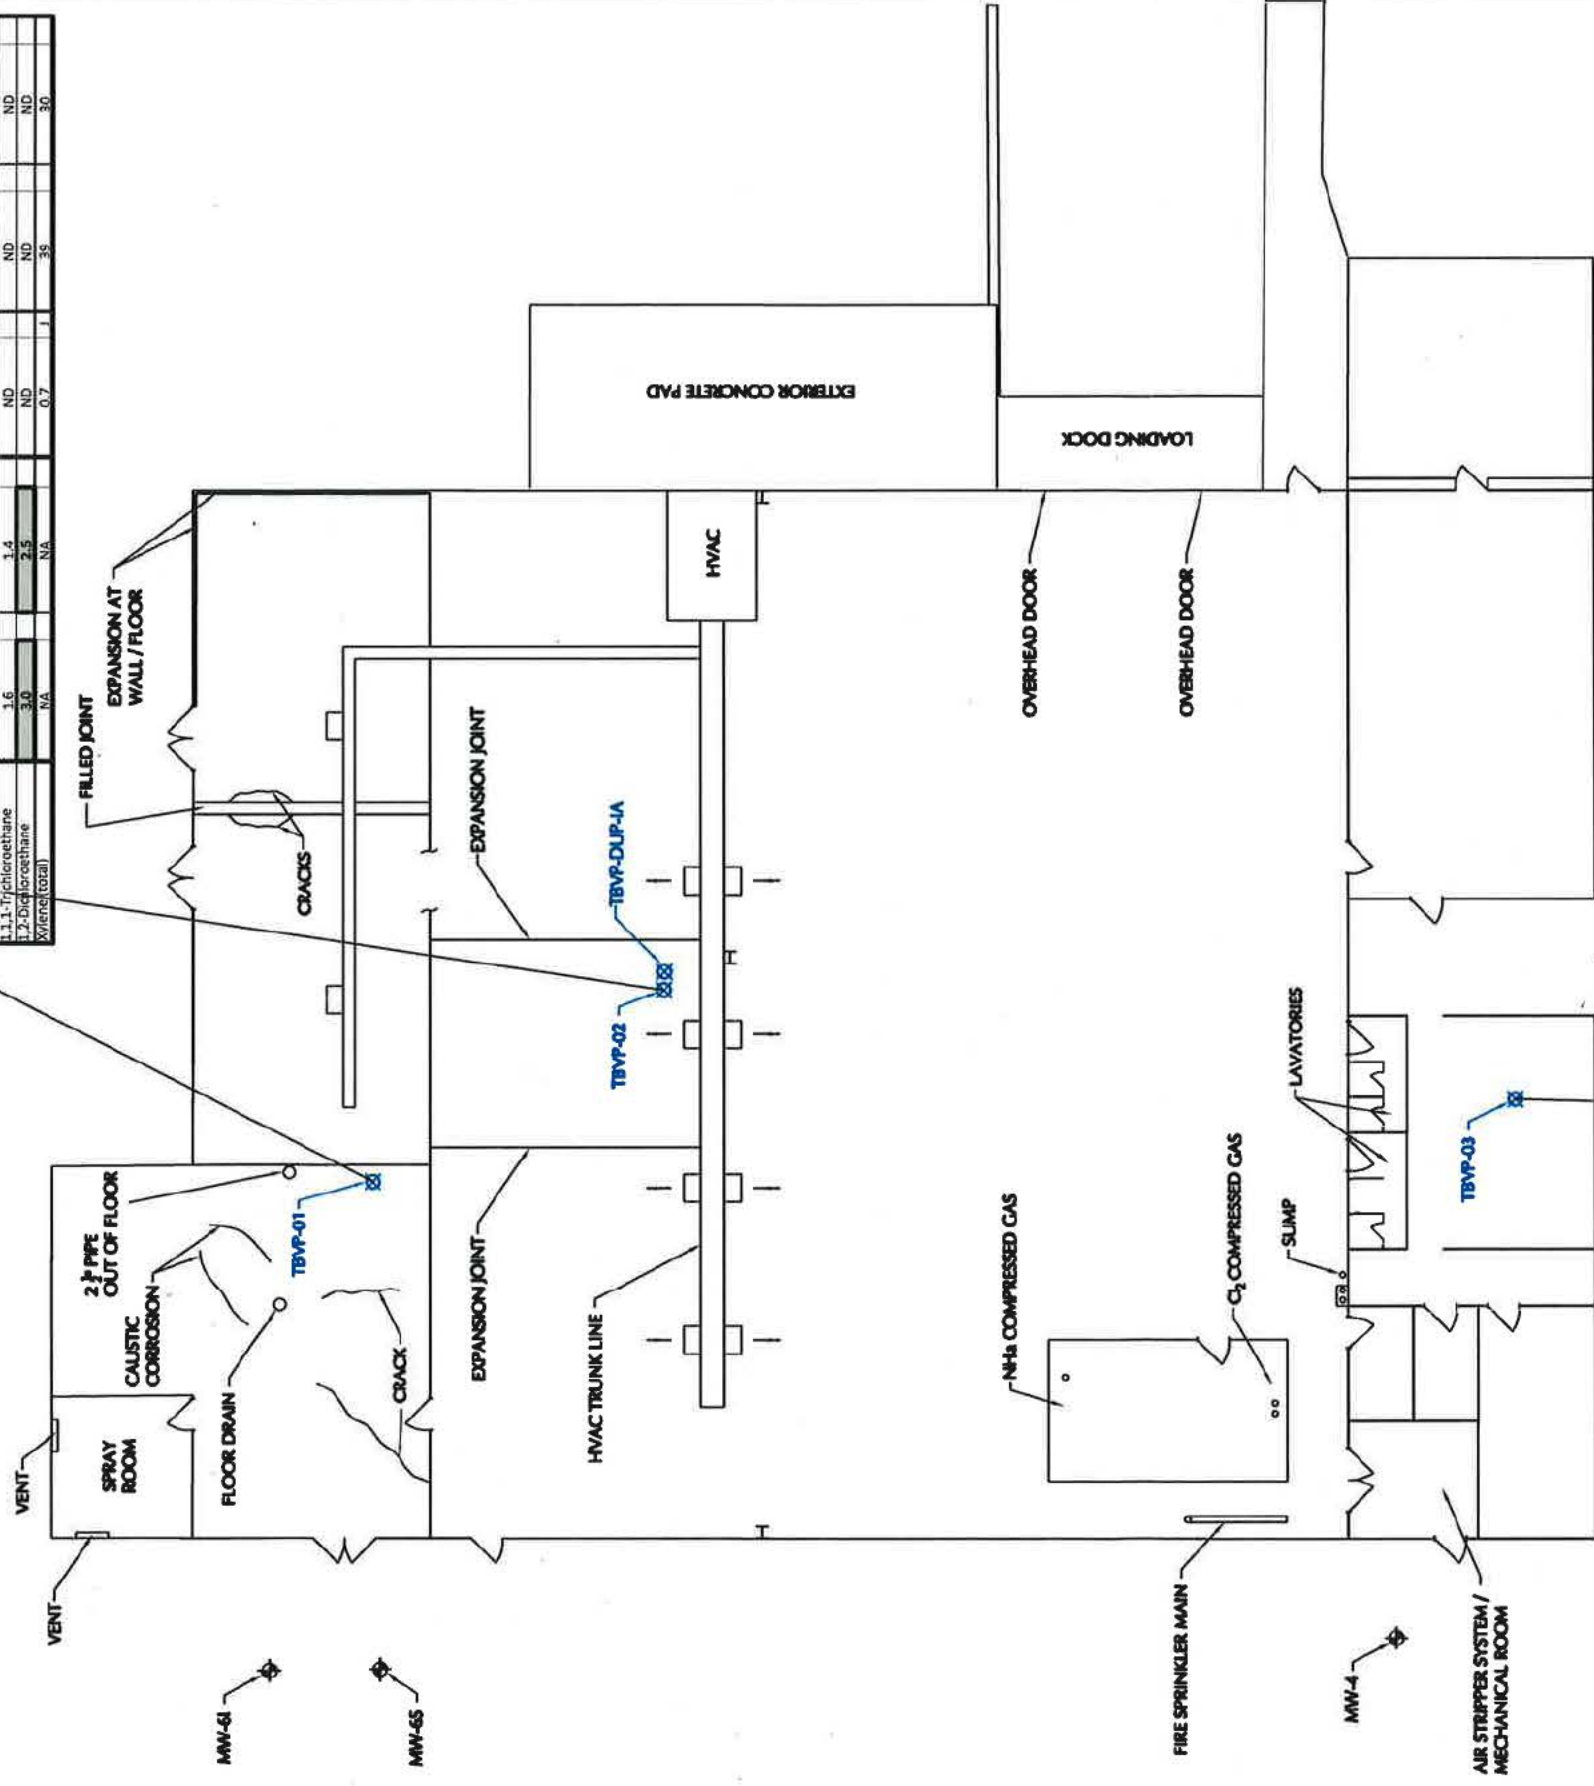 1,1,1-Trichloroethane 1.6 1.4 ND ND ND
1,2-Dichloroethane 3.0 2.5 ND ND ND
Xylene (total) NA NA 0.7 J 39 30
VENT
VENT
SPRAY
ROOM
CAUSTIC
CORROSION
2 1/2" PIPE
OUT OF FLOOR
FILLED JOINT
EXPANSION AT
WALL / FLOOR
FLOOR DRAIN
TBVP-01
CRACK
CRACKS
MW-6I
MW-6S
EXPANSION JOINT
EXPANSION JOINT
HVAC TRUNK LINE
TBVP-02
TBVP-DUP-IA
HVAC
EXTERIOR CONCRETE PAD
LOADING DOCK
OVERHEAD DOOR
OVERHEAD DOOR
NHa COMPRESSED GAS
Cl₂ COMPRESSED GAS
SUMP
LAVATORIES
FIRE SPRINKLER MAIN
MW-4
AIR STRIPPER SYSTEM /
MECHANICAL ROOM
TBVP-03